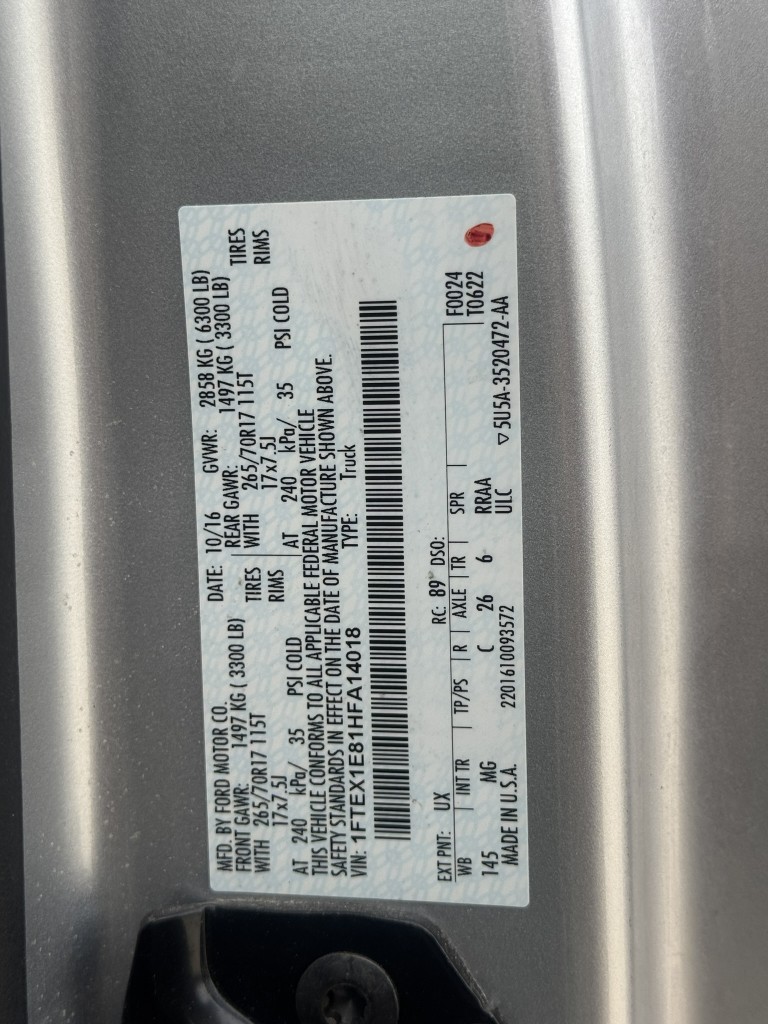 MFD. BY FORD MOTOR CO.
DATE: 10/16 GVWR: 2858 KG ( 6300 LB)
FRONT GAWR: 1497 KG ( 3300 LB) REAR GAWR: 1497 KG ( 3300 LB)
WITH 265/70R17 115T TIRES WITH 265/70R17 115T TIRES
17x7.5J RIMS 17x7.5J RIMS
AT 240 kPa/ 35 PSI COLD AT 240 kPa/ 35 PSI COLD
THIS VEHICLE CONFORMS TO ALL APPLICABLE FEDERAL MOTOR VEHICLE
SAFETY STANDARDS IN EFFECT ON THE DATE OF MANUFACTURE SHOWN ABOVE.
VIN: 1FTEX1E81HFA14018 TYPE: Truck
EXT PNT: UX RC: 89 DSO: F0024
WB INT TR TP/PS R AXLE TR SPR T0622
145 MG C 26 6 RRAA
MADE IN U.S.A. 2201610093572 ULC ▽5U5A-3520472-AA